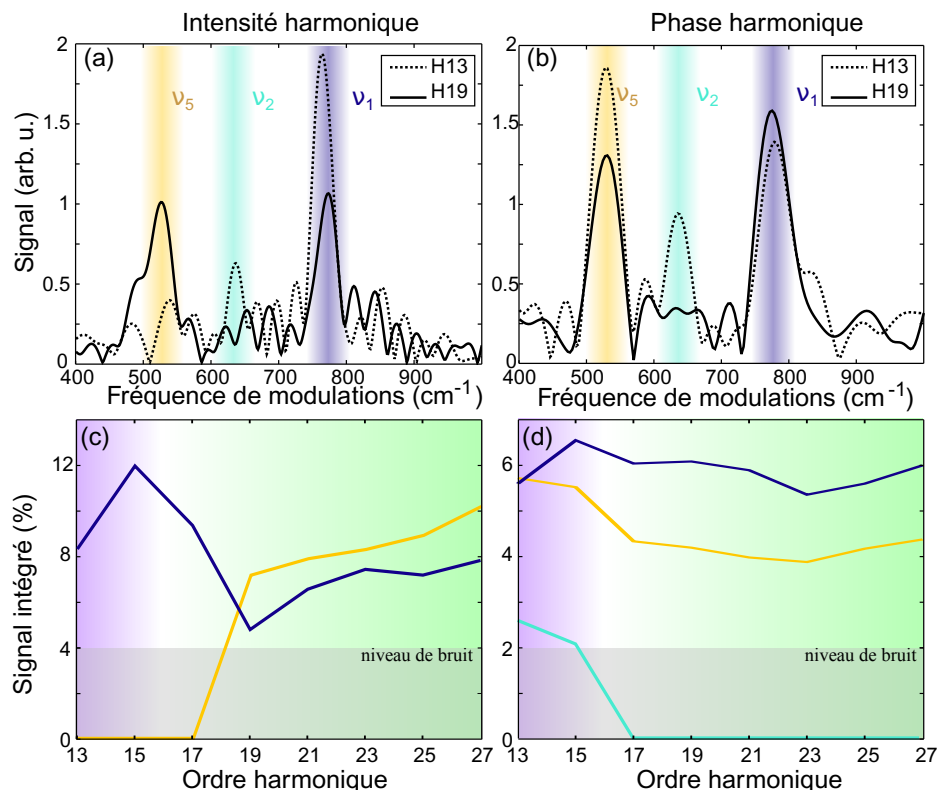 Intensité harmonique
Phase harmonique
Signal (arb. u.)
2
1.5
1
0.5
0
(a)
ν5
ν2
ν1
H13
H19
400 500 600 700 800 900
Fréquence de modulations (cm-1)
2
1.5
1
0.5
0
(b)
ν5
ν2
ν1
H13
H19
400 500 600 700 800 900
Fréquence de modulations (cm-1)
Signal intégré (%)
12
8
4
0
(c)
niveau de bruit
13 15 17 19 21 23 25 27
Ordre harmonique
6
4
2
0
(d)
niveau de bruit
13 15 17 19 21 23 25 27
Ordre harmonique